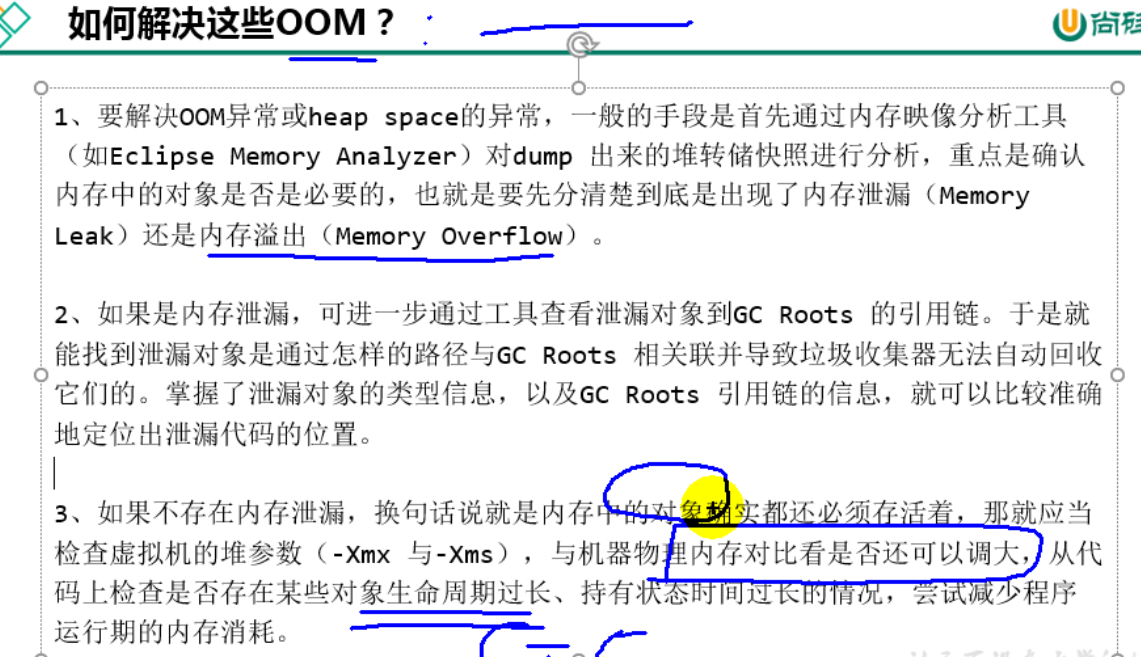 如何解决这些OOM？
尚硅
1、要解决OOM异常或heap space的异常，一般的手段是首先通过内存映像分析工具
（如Eclipse Memory Analyzer）对dump 出来的堆转储快照进行分析，重点是确认
内存中的对象是否是必要的，也就是要先分清楚到底是出现了内存泄漏（Memory
Leak）还是内存溢出（Memory Overflow）。
2、如果是内存泄漏，可进一步通过工具查看泄漏对象到GC Roots 的引用链。于是就
能找到泄漏对象是通过怎样的路径与GC Roots 相关联并导致垃圾收集器无法自动回收
它们的。掌握了泄漏对象的类型信息，以及GC Roots 引用链的信息，就可以比较准确
地定位出泄漏代码的位置。
3、如果不存在内存泄漏，换句话说就是内存中的对象确实都还必须存活着，那就应当
检查虚拟机的堆参数（-Xmx 与-Xms），与机器物理内存对比看是否还可以调大，从代
码上检查是否存在某些对象生命周期过长、持有状态时间过长的情况，尝试减少程序
运行期的内存消耗。